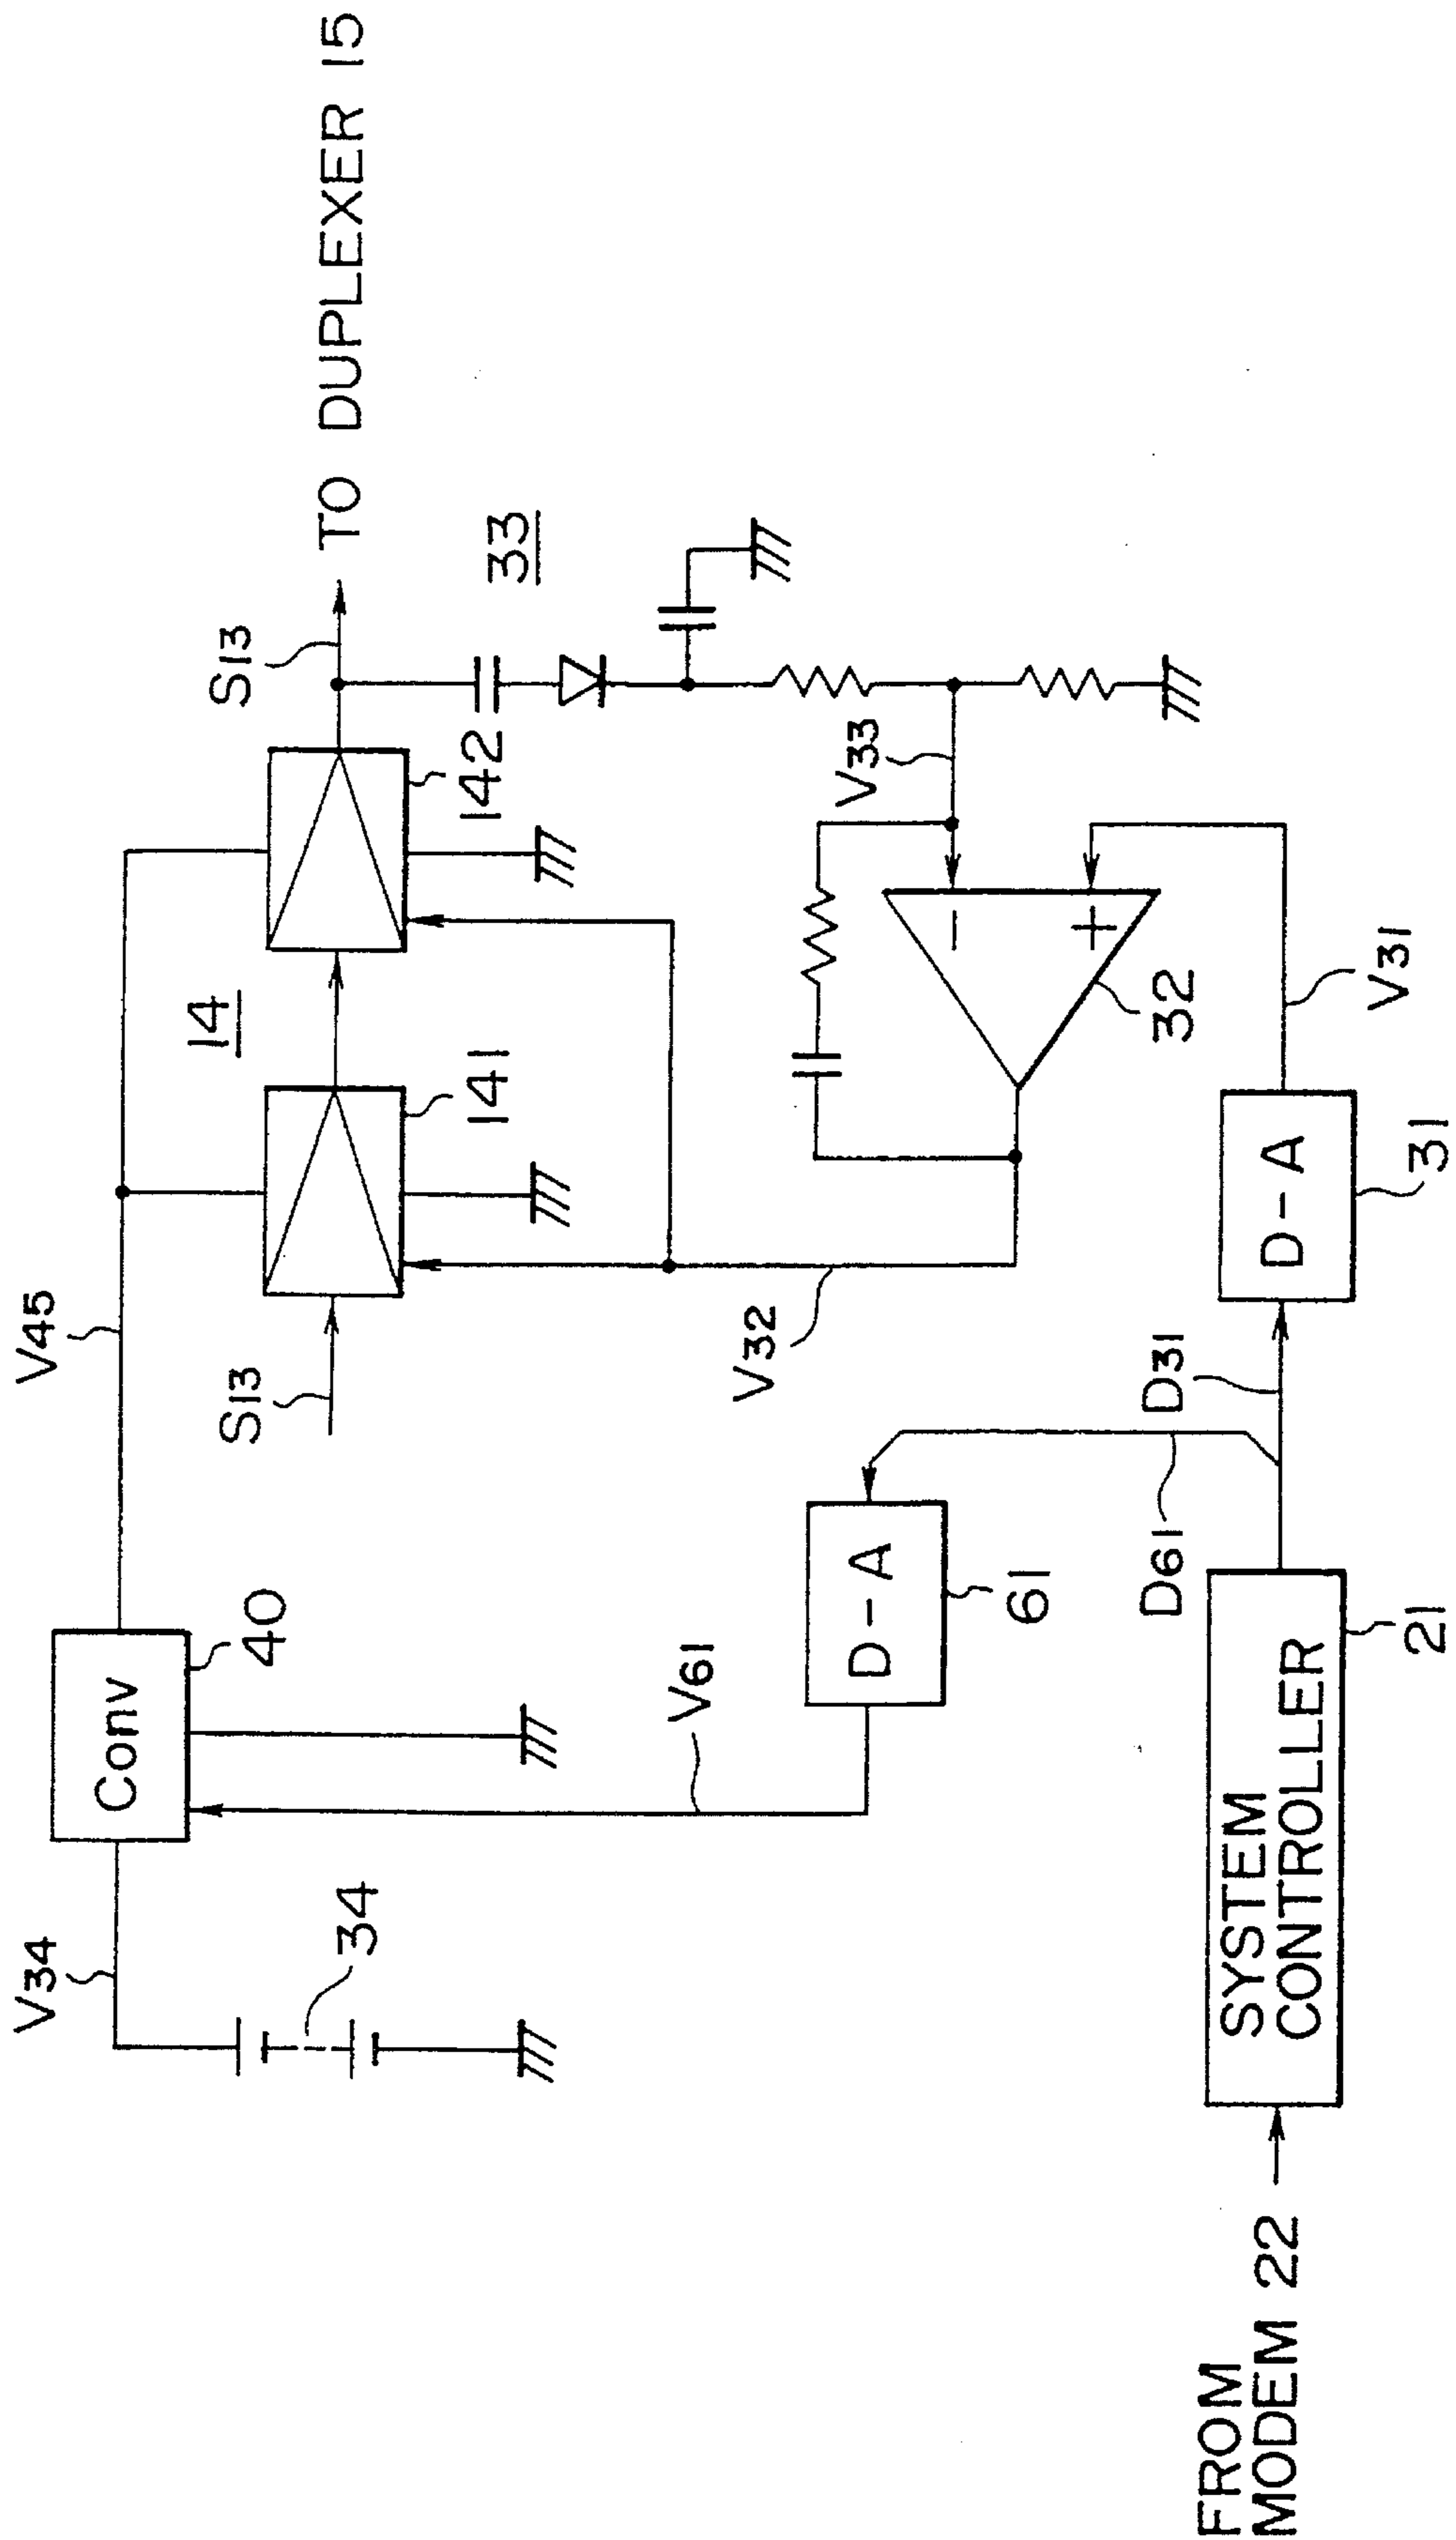 V34
34
Conv
40
V45
S13
14
141
142
S13
TO DUPLEXER 15
33
V61
V32
V33
−
+
32
D-A
61
D61
D31
D-A
31
V31
FROM
MODEM 22
SYSTEM
CONTROLLER
21